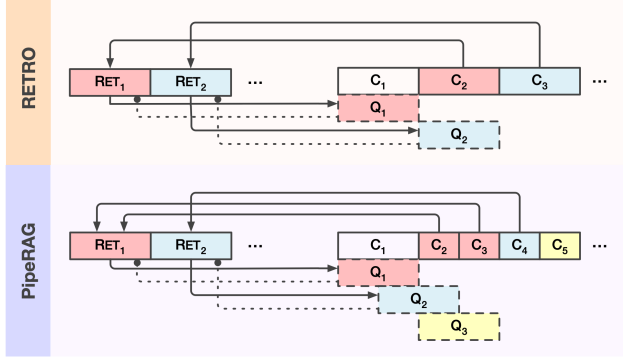 RETRO
RET₁ RET₂ ... C₁ C₂ C₃ ...
Q₁
Q₂
PipeRAG
RET₁ RET₂ ... C₁ C₂ C₃ C₄ C₅ ...
Q₁
Q₂
Q₃